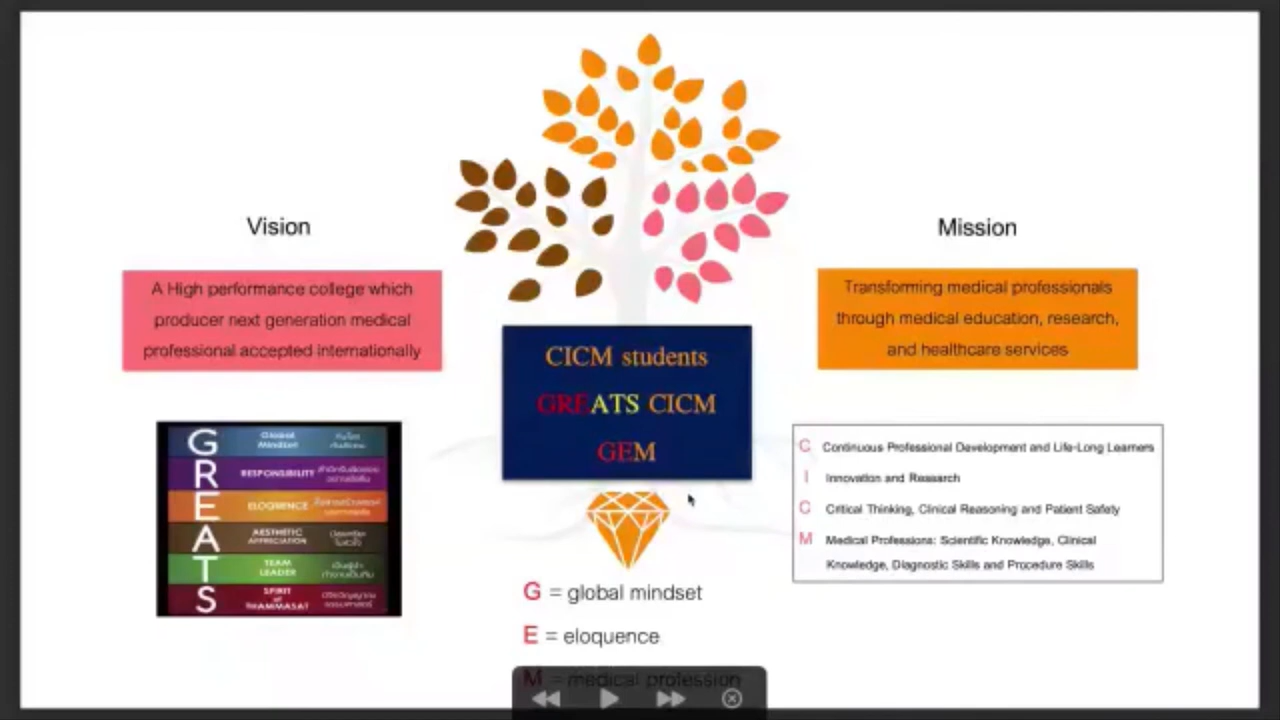 Vision
A High performance college which
producer next generation medical
professional accepted internationally
G Global Mindset
R RESPONSIBILITY
E ELOQUENCE
A AESTHETIC APPRECIATION
T TEAM LEADER
S SPIRIT of THAMMASAT
CICM students
GREATS CICM
GEM
G = global mindset
E = eloquence
M = medical profession
Mission
Transforming medical professionals
through medical education, research,
and healthcare services
C Continuous Professional Development and Life-Long Learners
I Innovation and Research
C Critical Thinking, Clinical Reasoning and Patient Safety
M Medical Professions: Scientific Knowledge, Clinical
Knowledge, Diagnostic Skills and Procedure Skills